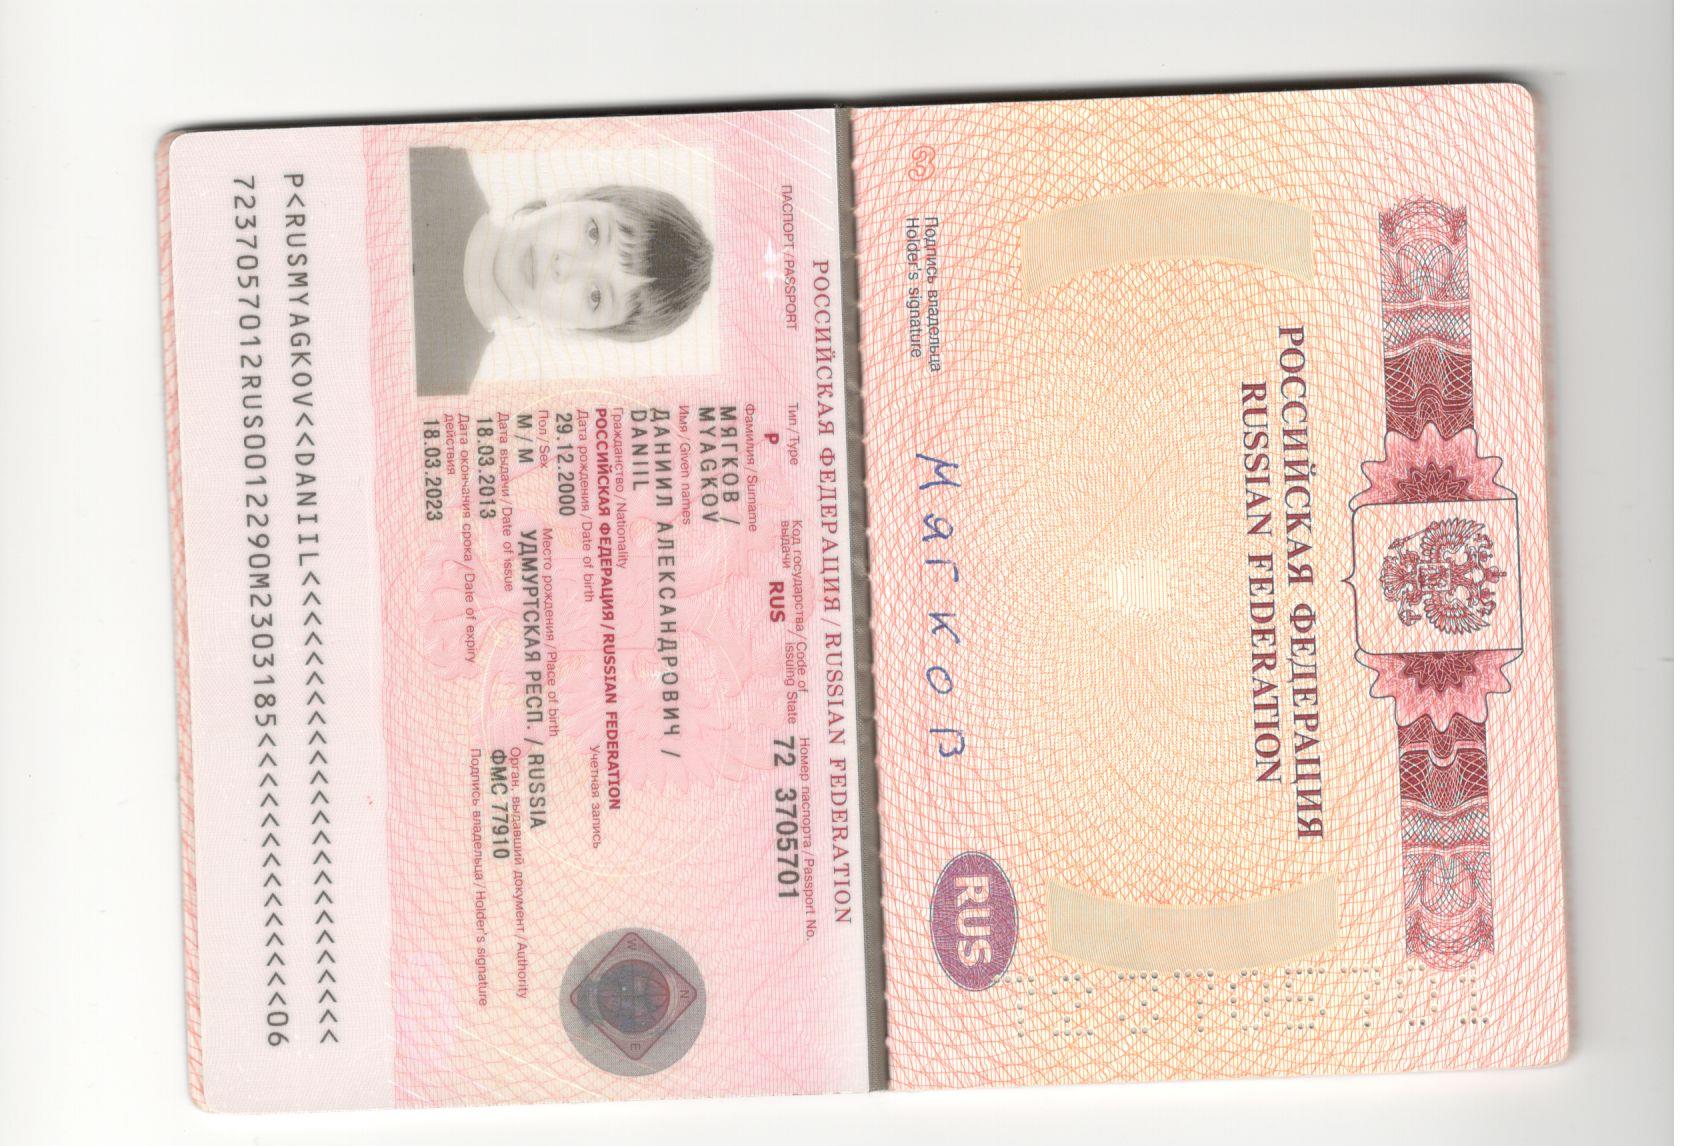 РОССИЙСКАЯ ФЕДЕРАЦИЯ
RUSSIAN FEDERATION
Подпись владельца
Holder's signature
Мягков
RUS
3
72 3705701
РОССИЙСКАЯ ФЕДЕРАЦИЯ / RUSSIAN FEDERATION
ПАСПОРТ / PASSPORT
Тип / Type
P
Код государства / Code of
выдачи / issuing State
RUS
Номер паспорта / Passport No.
72 3705701
Фамилия / Surname
МЯГКОВ /
MYAGKOV
Имя / Given names
ДАНИИЛ АЛЕКСАНДРОВИЧ /
DANIIL
Гражданство / Nationality
РОССИЙСКАЯ ФЕДЕРАЦИЯ / RUSSIAN FEDERATION
Дата рождения / Date of birth
Учетная запись
29.12.2000
Пол / Sex
Место рождения / Place of birth
М / M
УДМУРТСКАЯ РЕСП. / RUSSIA
Дата выдачи / Date of issue
Орган, выдавший документ / Authority
18.03.2013
ФМС 77910
Дата окончания срока / Date of expiry
действия
Подпись владельца / Holder's signature
18.03.2023
W
N
E
P<RUSMYAGKOV<<DANIIL<<<<<<<<<<<<<<<<<<<<<<<<
7237057012RUS0012290M2303185<<<<<<<<<<<<<<06